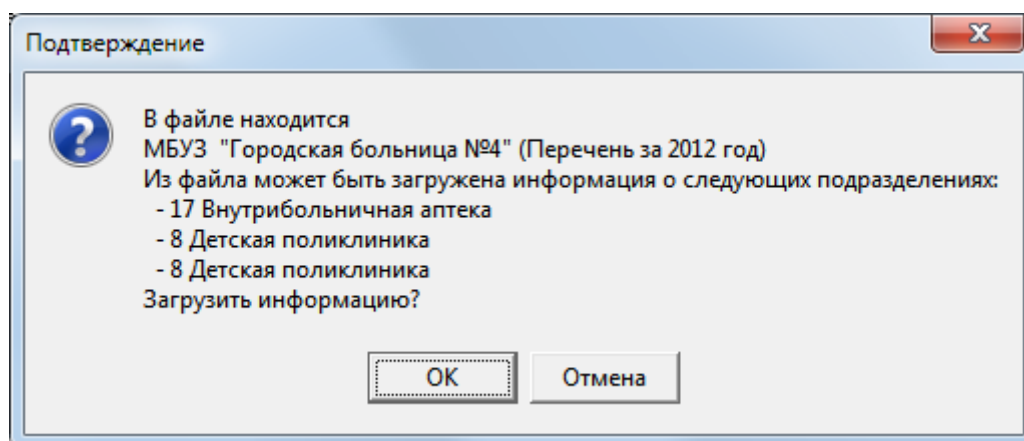 Подтверждение
В файле находится
МБУЗ "Городская больница №4" (Перечень за 2012 год)
Из файла может быть загружена информация о следующих подразделениях:
- 17 Внутрибольничная аптека
- 8 Детская поликлиника
- 8 Детская поликлиника
Загрузить информацию?
ОК
Отмена